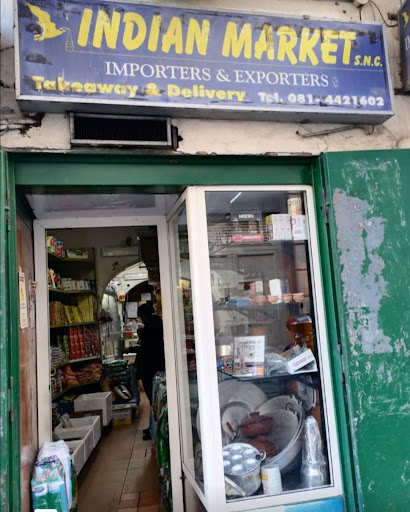 INDIAN MARKET S.N.C.
IMPORTERS & EXPORTERS
Takeaway & Delivery Tel. 081-4421602